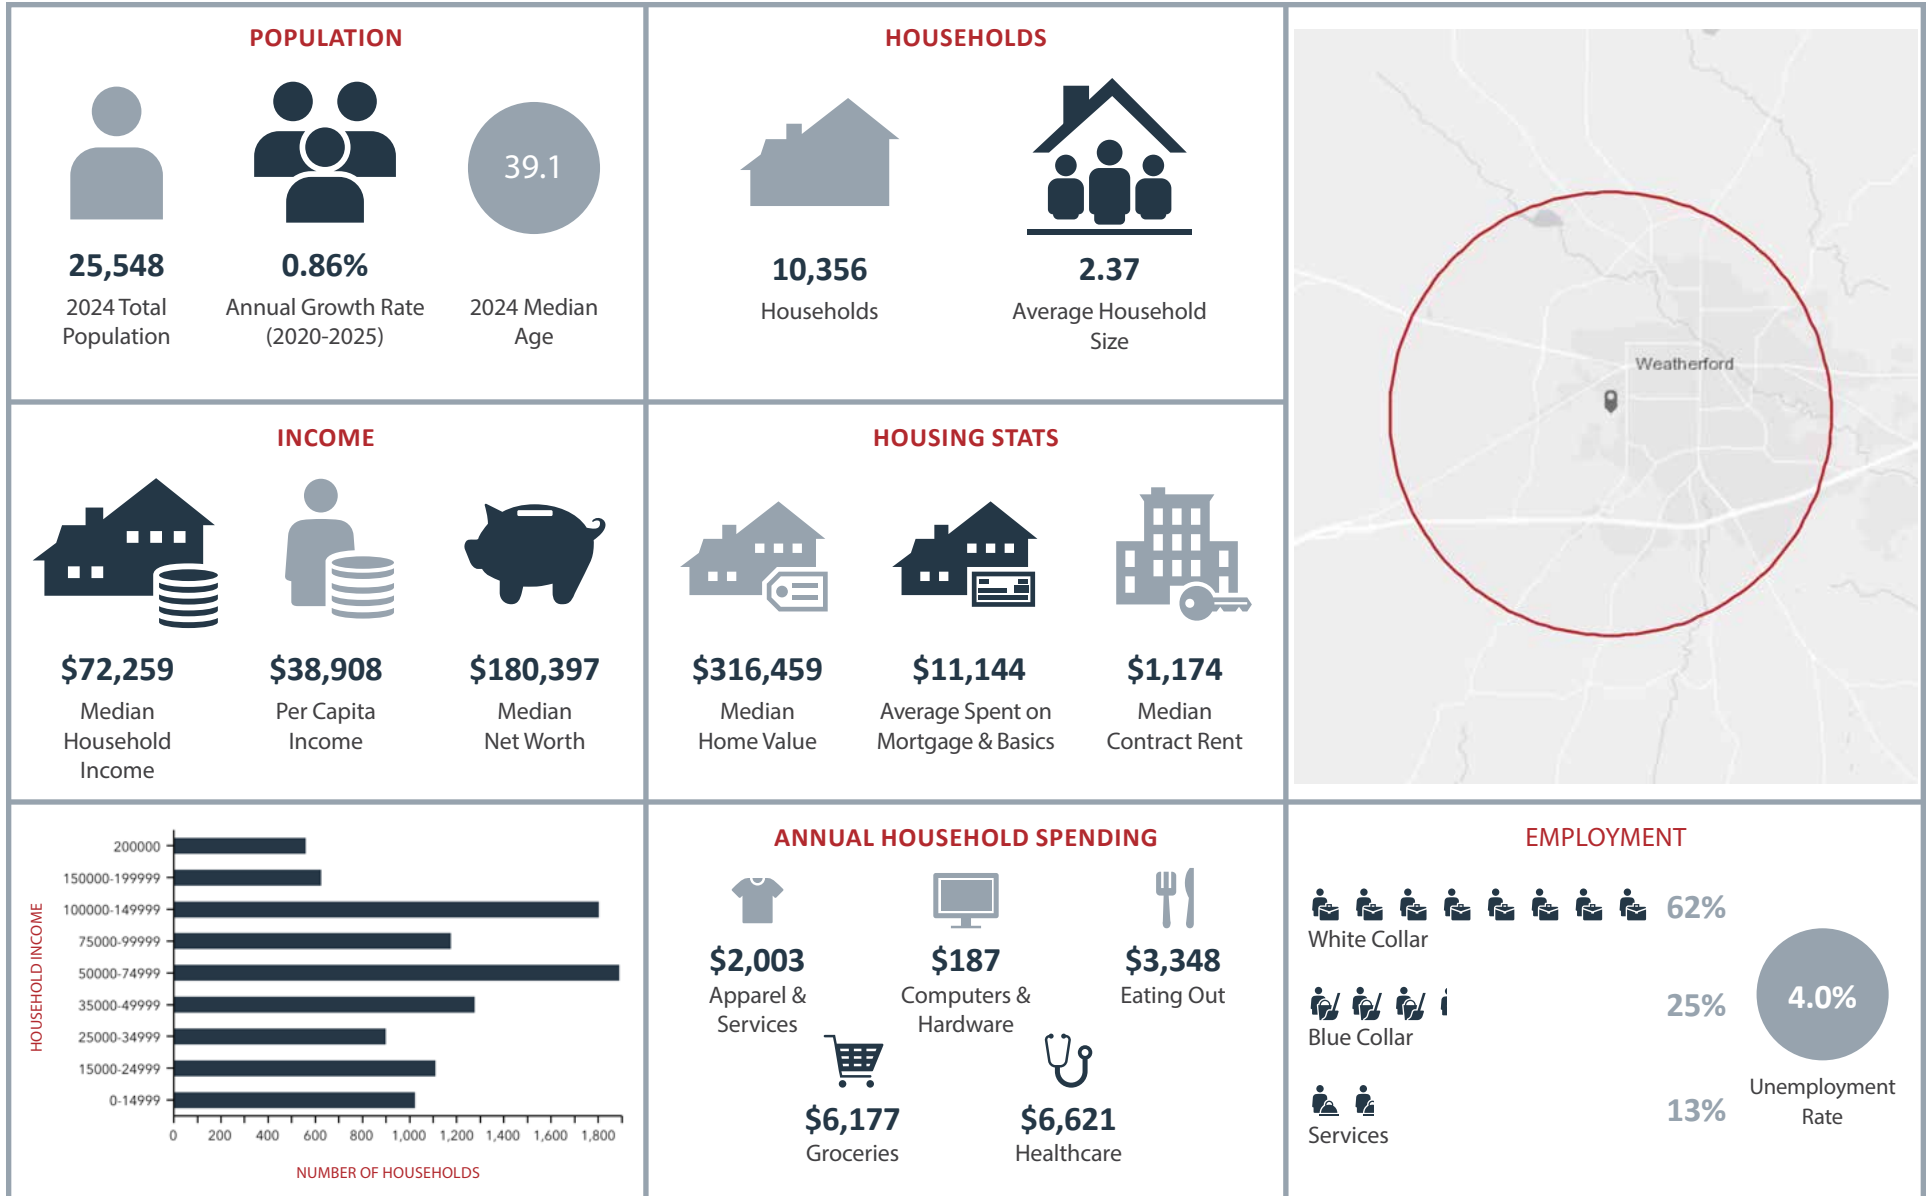 POPULATION
39.1
25,548
2024 Total
Population
0.86%
Annual Growth Rate
(2020-2025)
2024 Median
Age
HOUSEHOLDS
10,356
Households
2.37
Average Household
Size
Weatherford
INCOME
$72,259
Median
Household
Income
$38,908
Per Capita
Income
$180,397
Median
Net Worth
HOUSING STATS
$316,459
Median
Home Value
$11,144
Average Spent on
Mortgage & Basics
$1,174
Median
Contract Rent
HOUSEHOLD INCOME
200000
150000-199999
100000-149999
75000-99999
50000-74999
35000-49999
25000-34999
15000-24999
0-14999
0 200 400 600 800 1,000 1,200 1,400 1,600 1,800
NUMBER OF HOUSEHOLDS
ANNUAL HOUSEHOLD SPENDING
$2,003
Apparel &
Services
$187
Computers &
Hardware
$3,348
Eating Out
$6,177
Groceries
$6,621
Healthcare
EMPLOYMENT
62%
White Collar
25%
Blue Collar
13%
Services
4.0%
Unemployment
Rate